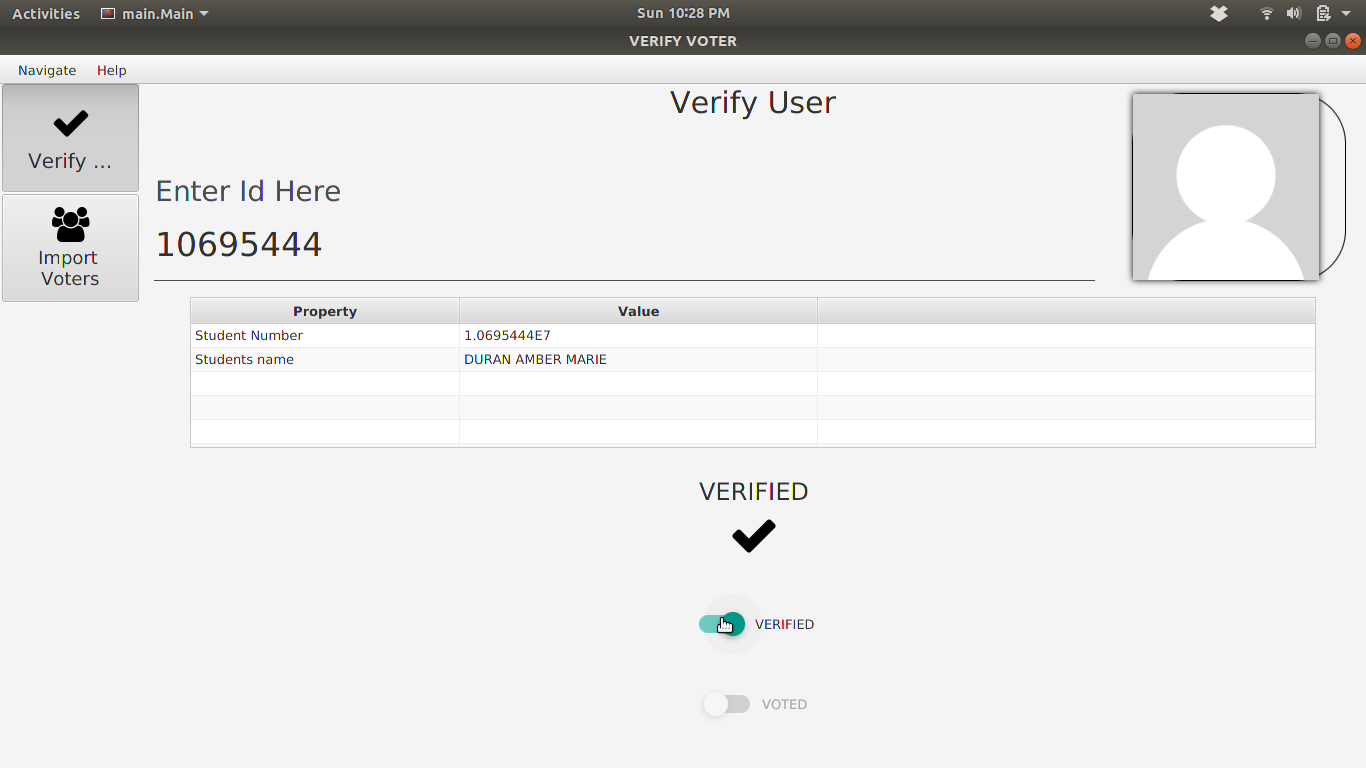 Activities main.Main Sun 10:28 PM
VERIFY VOTER
Navigate Help
Verify ...
Import
Voters
Verify User
Enter Id Here
10695444
Property Value
Student Number 1.0695444E7
Students name DURAN AMBER MARIE
VERIFIED
VERIFIED
VOTED